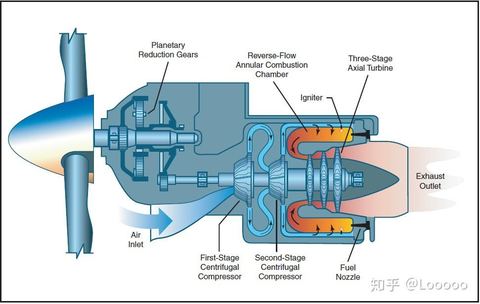 Planetary
Reduction Gears
Reverse-Flow
Annular Combustion
Chamber
Three-Stage
Axial Turbine
Igniter
Exhaust
Outlet
Air
Inlet
First-Stage
Centrifugal
Compressor
Second-Stage
Centrifugal
Compressor
Fuel
Nozzle
知乎 @Looooo